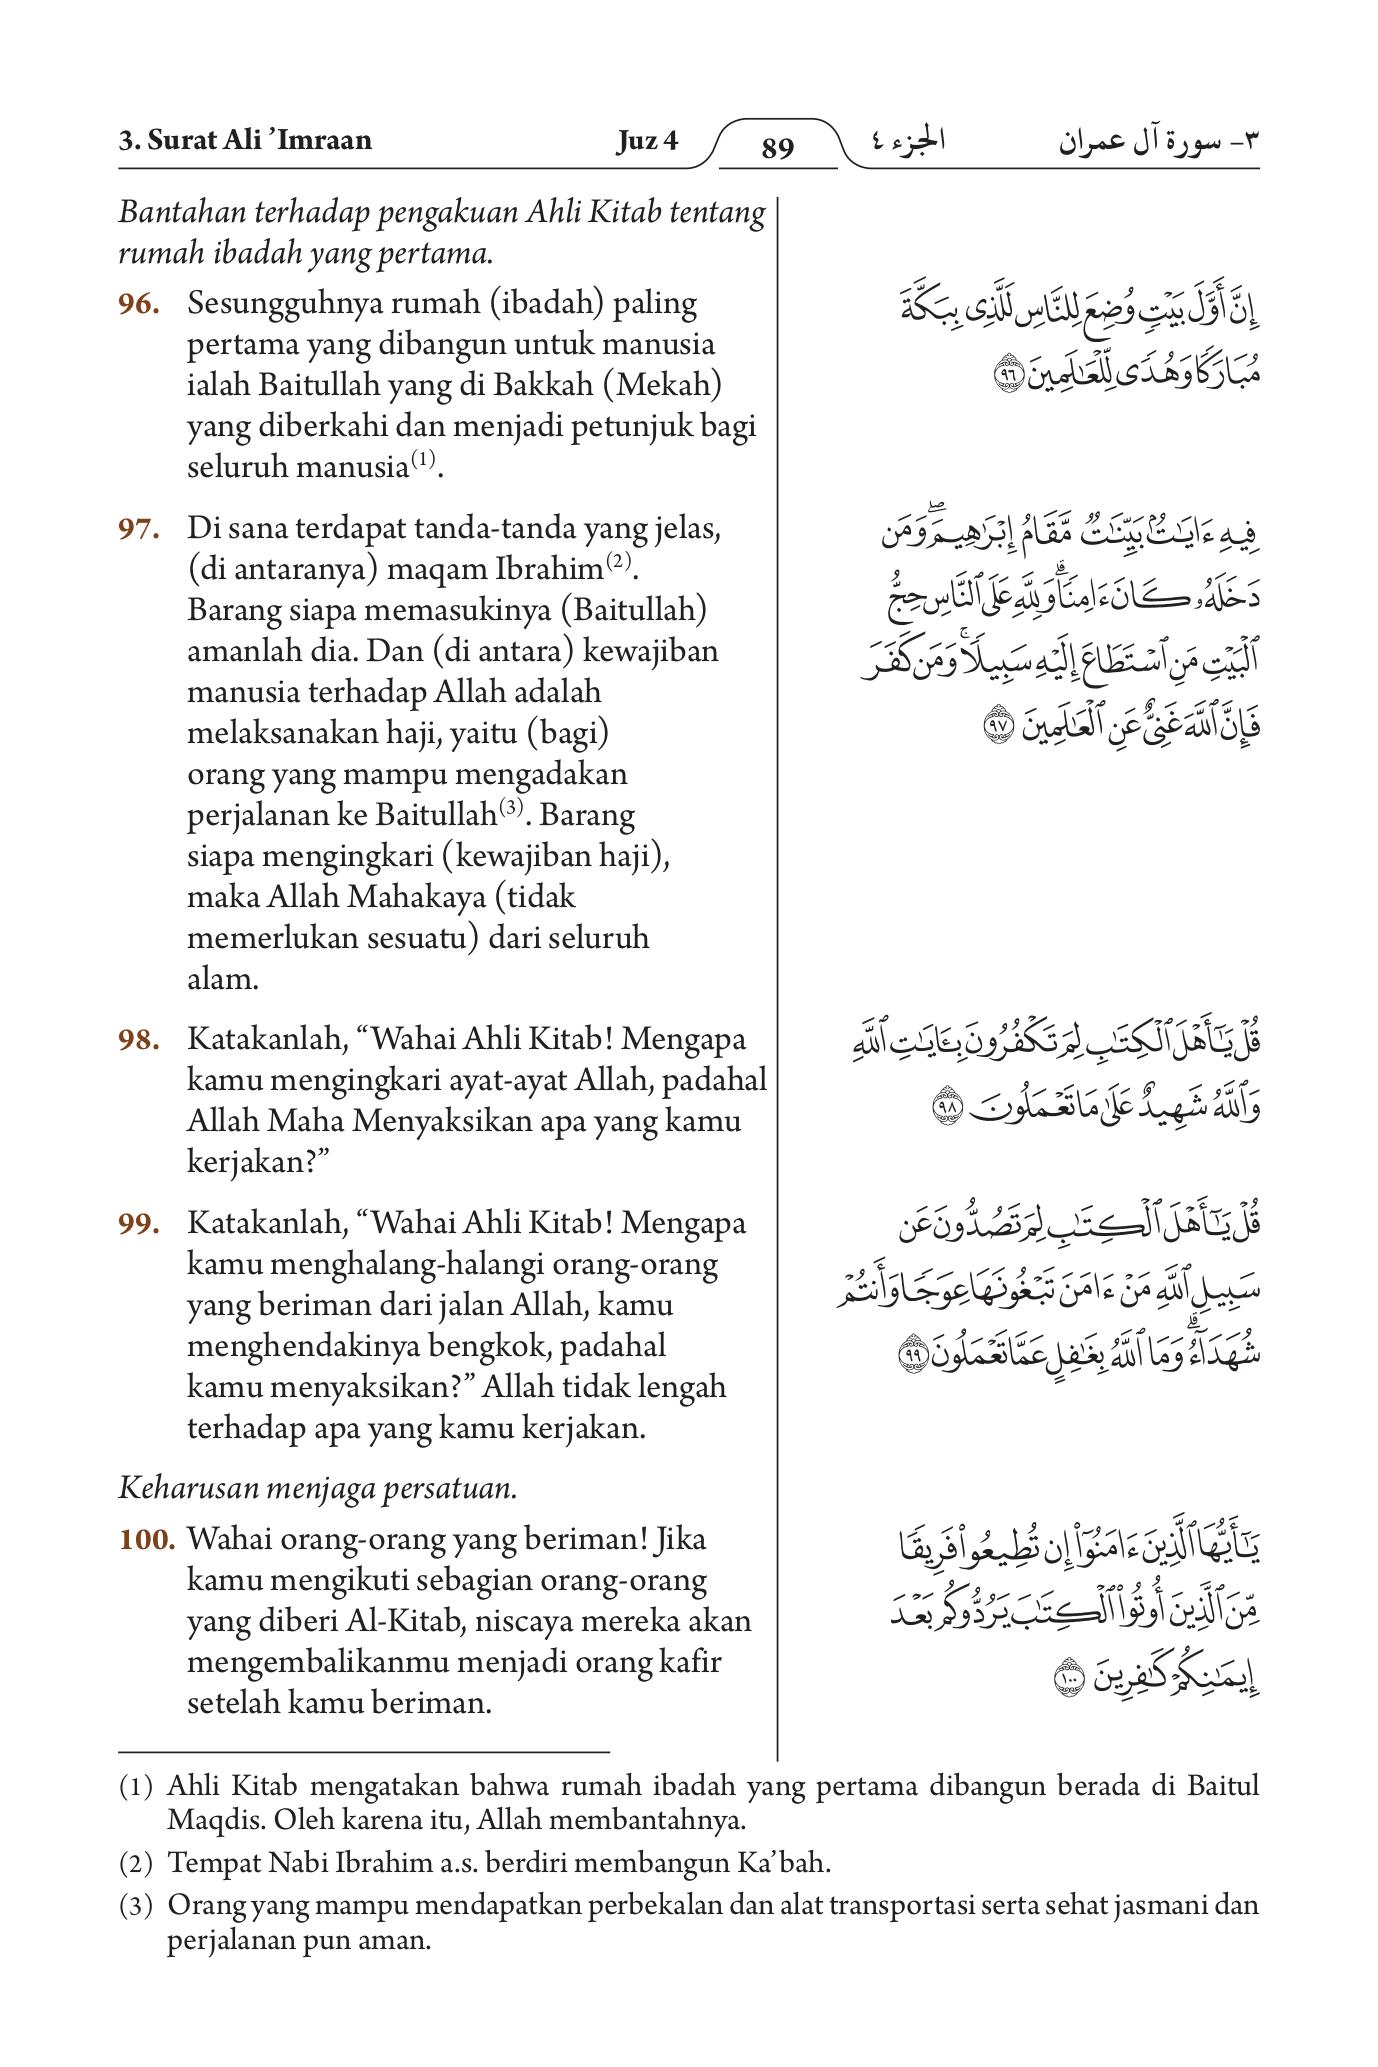 3. Surat Ali ’Imraan
Juz 4
89
الجزء ٤
٣- سورة آل عمران
Bantahan terhadap pengakuan Ahli Kitab tentang
rumah ibadah yang pertama.
96. Sesungguhnya rumah (ibadah) paling
pertama yang dibangun untuk manusia
ialah Baitullah yang di Bakkah (Mekah)
yang diberkahi dan menjadi petunjuk bagi
seluruh manusia(1).
97. Di sana terdapat tanda-tanda yang jelas,
(di antaranya) maqam Ibrahim(2).
Barang siapa memasukinya (Baitullah)
amanlah dia. Dan (di antara) kewajiban
manusia terhadap Allah adalah
melaksanakan haji, yaitu (bagi)
orang yang mampu mengadakan
perjalanan ke Baitullah(3). Barang
siapa mengingkari (kewajiban haji),
maka Allah Mahakaya (tidak
memerlukan sesuatu) dari seluruh
alam.
98. Katakanlah, “Wahai Ahli Kitab! Mengapa
kamu mengingkari ayat-ayat Allah, padahal
Allah Maha Menyaksikan apa yang kamu
kerjakan?”
99. Katakanlah, “Wahai Ahli Kitab! Mengapa
kamu menghalang-halangi orang-orang
yang beriman dari jalan Allah, kamu
menghendakinya bengkok, padahal
kamu menyaksikan?” Allah tidak lengah
terhadap apa yang kamu kerjakan.
Keharusan menjaga persatuan.
100. Wahai orang-orang yang beriman! Jika
kamu mengikuti sebagian orang-orang
yang diberi Al-Kitab, niscaya mereka akan
mengembalikanmu menjadi orang kafir
setelah kamu beriman.
إِنَّ أَوَّلَ بَيۡتٖ وُضِعَ لِلنَّاسِ لَلَّذِى بِبَكَّةَ
مُبَارَكٗا وَهُدٗى لِّلۡعَٰلَمِينَ ٩٦
فِيهِ ءَايَٰتُۢ بَيِّنَٰتٞ مَّقَامُ إِبۡرَٰهِيمَۖ وَمَن
دَخَلَهُۥ كَانَ ءَامِنٗاۗ وَلِلَّهِ عَلَى ٱلنَّاسِ حِجُّ
ٱلۡبَيۡتِ مَنِ ٱسۡتَطَاعَ إِلَيۡهِ سَبِيلٗاۚ وَمَن كَفَرَ
فَإِنَّ ٱللَّهَ غَنِيٌّ عَنِ ٱلۡعَٰلَمِينَ ٩٧
قُلۡ يَٰٓأَهۡلَ ٱلۡكِتَٰبِ لِمَ تَكۡفُرُونَ بِـَٔايَٰتِ ٱللَّهِ
وَٱللَّهُ شَهِيدٌ عَلَىٰ مَا تَعۡمَلُونَ ٩٨
قُلۡ يَٰٓأَهۡلَ ٱلۡكِتَٰبِ لِمَ تَصُدُّونَ عَن
سَبِيلِ ٱللَّهِ مَنۡ ءَامَنَ تَبۡغُونَهَا عِوَجٗا وَأَنتُمۡ
شُهَدَآءُۗ وَمَا ٱللَّهُ بِغَٰفِلٍ عَمَّا تَعۡمَلُونَ ٩٩
يَٰٓأَيُّهَا ٱلَّذِينَ ءَامَنُوٓاْ إِن تُطِيعُواْ فَرِيقٗا
مِّنَ ٱلَّذِينَ أُوتُواْ ٱلۡكِتَٰبَ يَرُدُّوكُم بَعۡدَ
إِيمَٰنِكُمۡ كَٰفِرِينَ ١٠٠
(1) Ahli Kitab mengatakan bahwa rumah ibadah yang pertama dibangun berada di Baitul
Maqdis. Oleh karena itu, Allah membantahnya.
(2) Tempat Nabi Ibrahim a.s. berdiri membangun Ka’bah.
(3) Orang yang mampu mendapatkan perbekalan dan alat transportasi serta sehat jasmani dan
perjalanan pun aman.